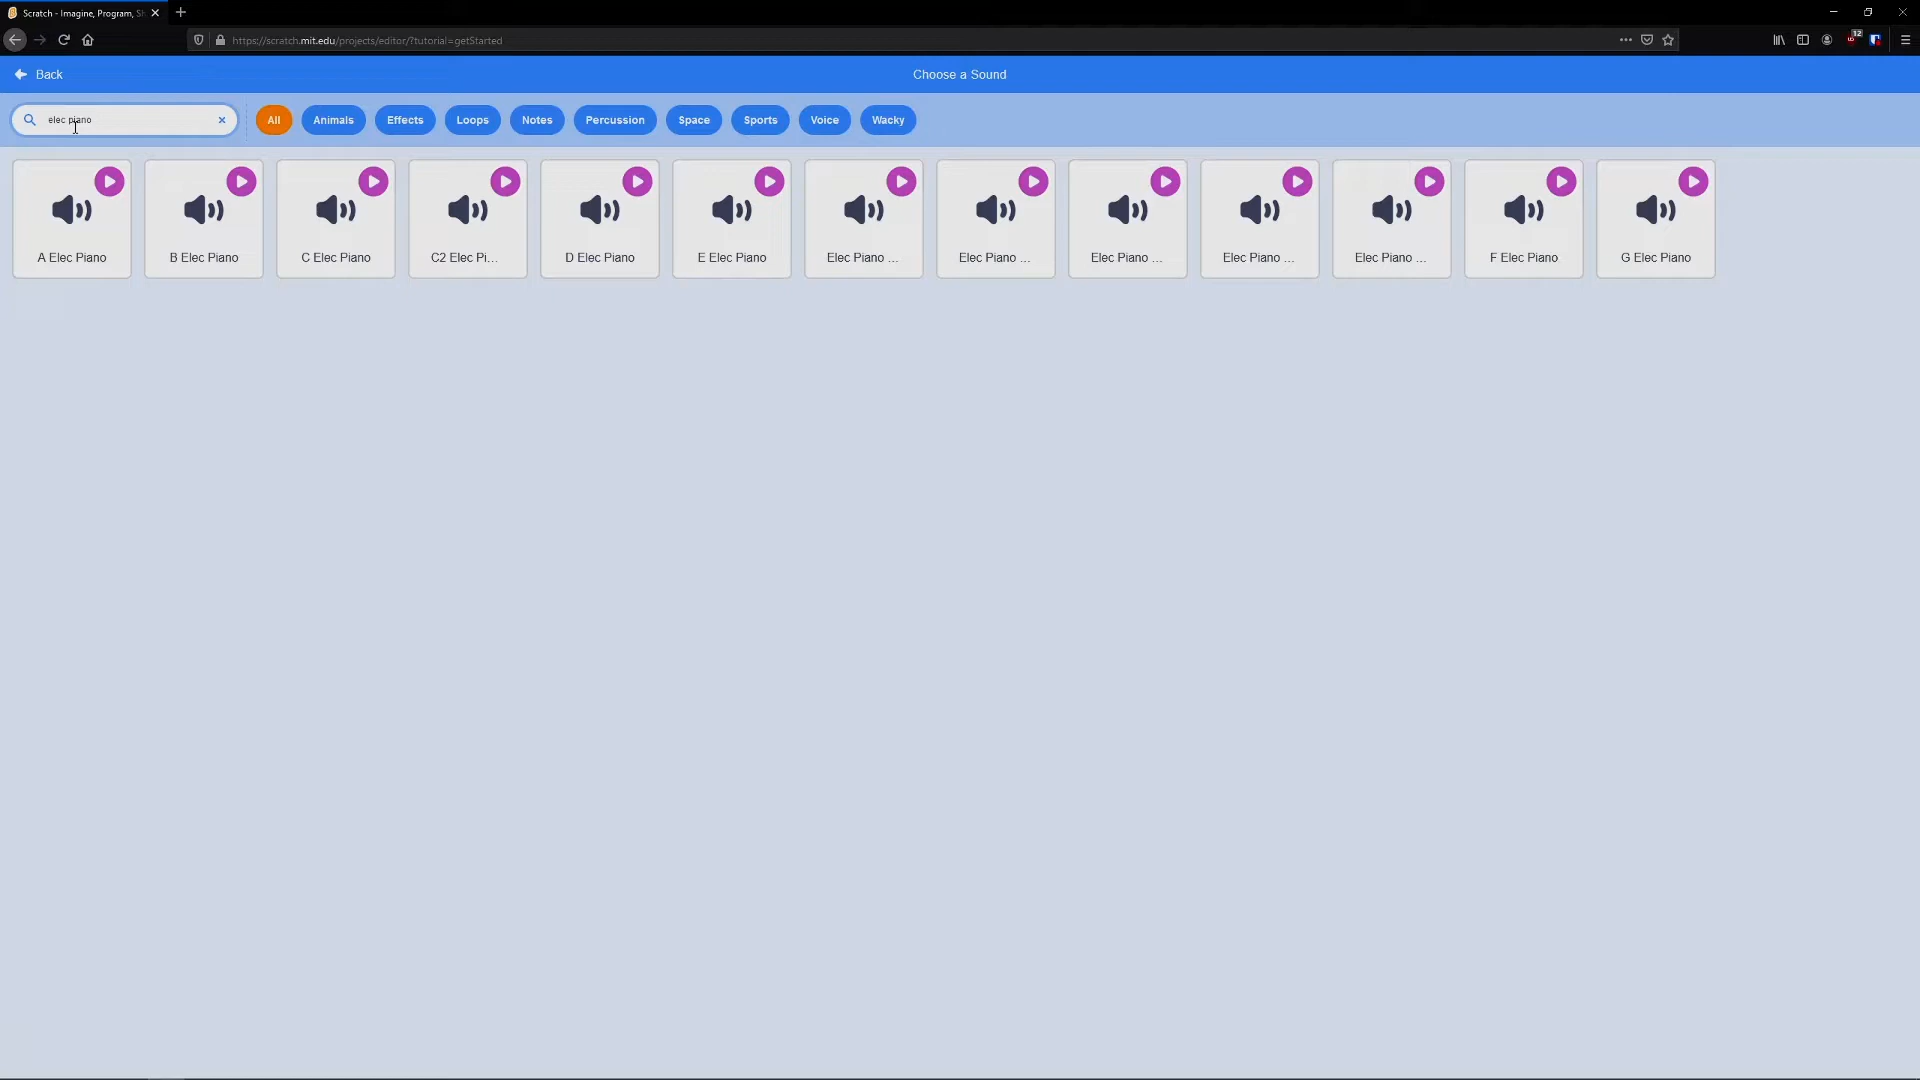 Scratch - Imagine, Program, Sh
12
https://scratch.mit.edu/projects/editor/?tutorial=getStarted
Back
Choose a Sound
elec piano
All
Animals
Effects
Loops
Notes
Percussion
Space
Sports
Voice
Wacky
A Elec Piano
B Elec Piano
C Elec Piano
C2 Elec Pi...
D Elec Piano
E Elec Piano
Elec Piano ...
Elec Piano ...
Elec Piano ...
Elec Piano ...
Elec Piano ...
F Elec Piano
G Elec Piano